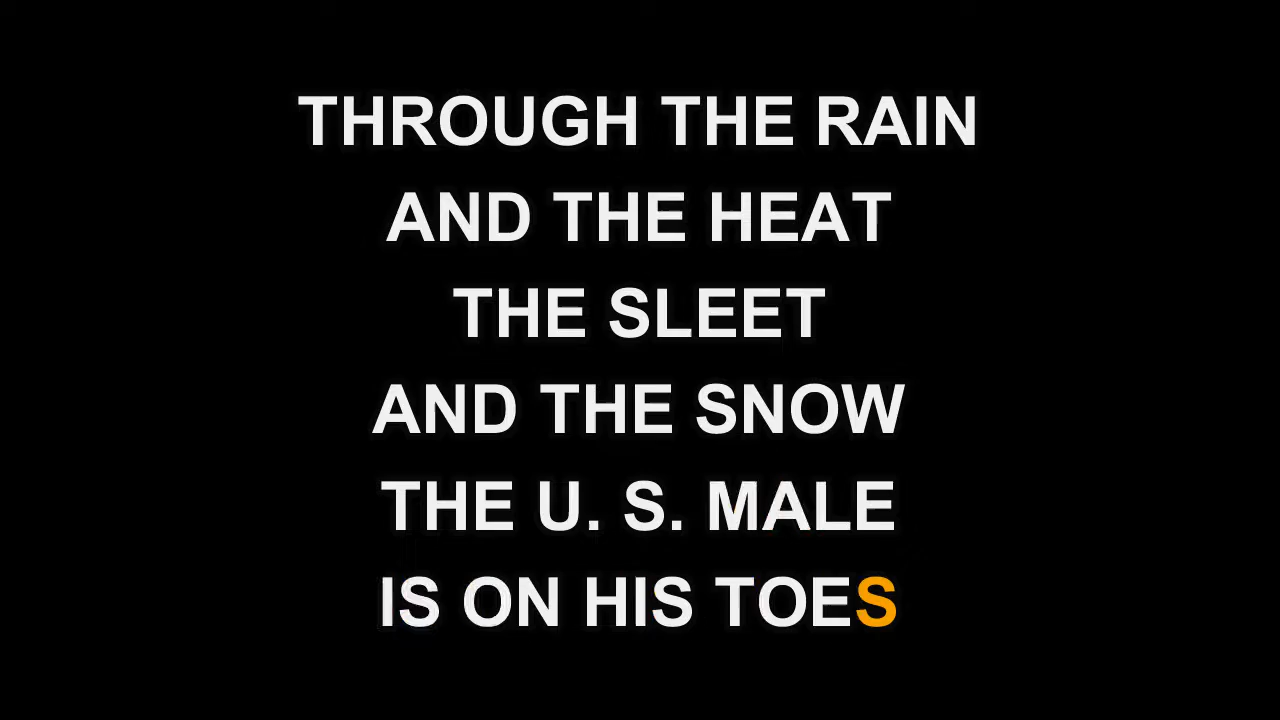 THROUGH THE RAIN
AND THE HEAT
THE SLEET
AND THE SNOW
THE U. S. MALE
IS ON HIS TOES